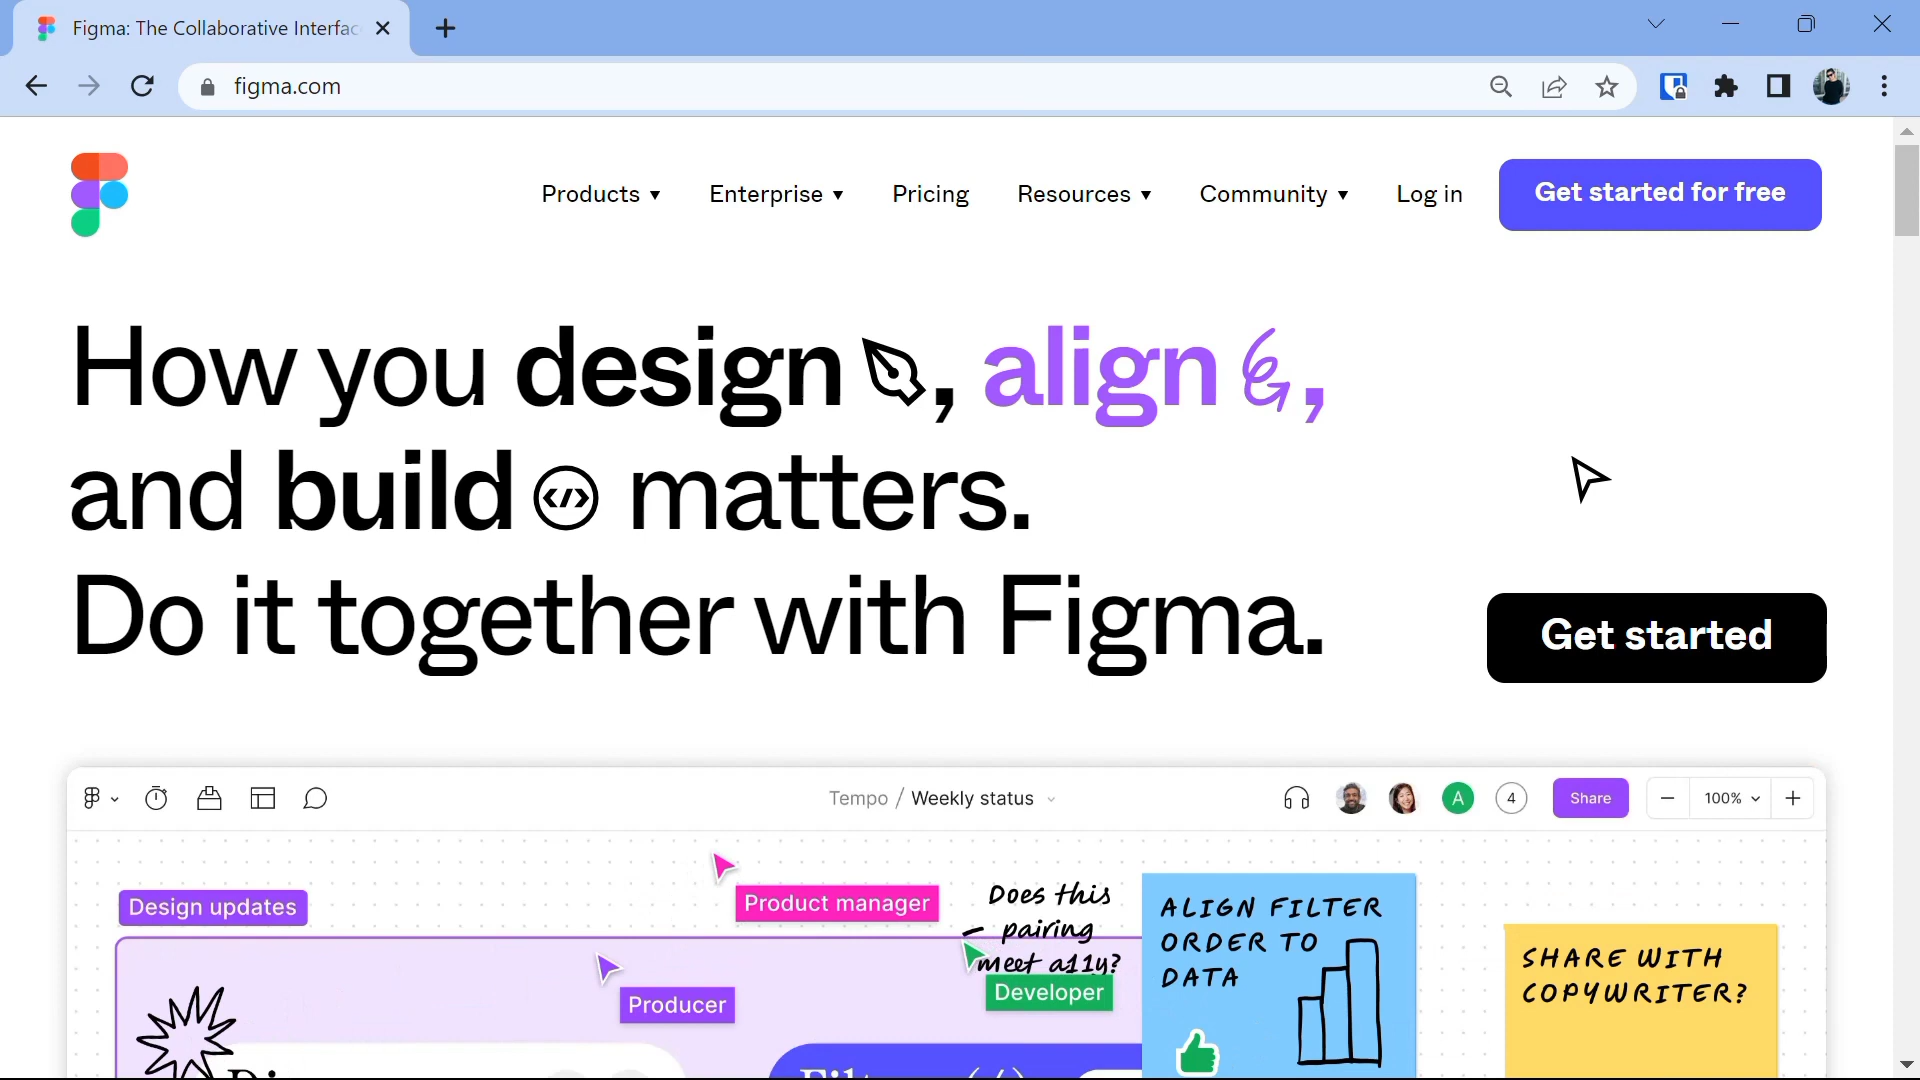 Figma: The Collaborative Interfac
figma.com
Products Enterprise Pricing Resources Community Log in Get started for free
How you design, align,
and build </> matters.
Do it together with Figma.
Get started
Tempo / Weekly status
A
4
Share
100%
Design updates
Product manager
Producer
Does this
pairing
meet a11y?
Developer
ALIGN FILTER
ORDER TO
DATA
SHARE WITH
COPYWRITER?